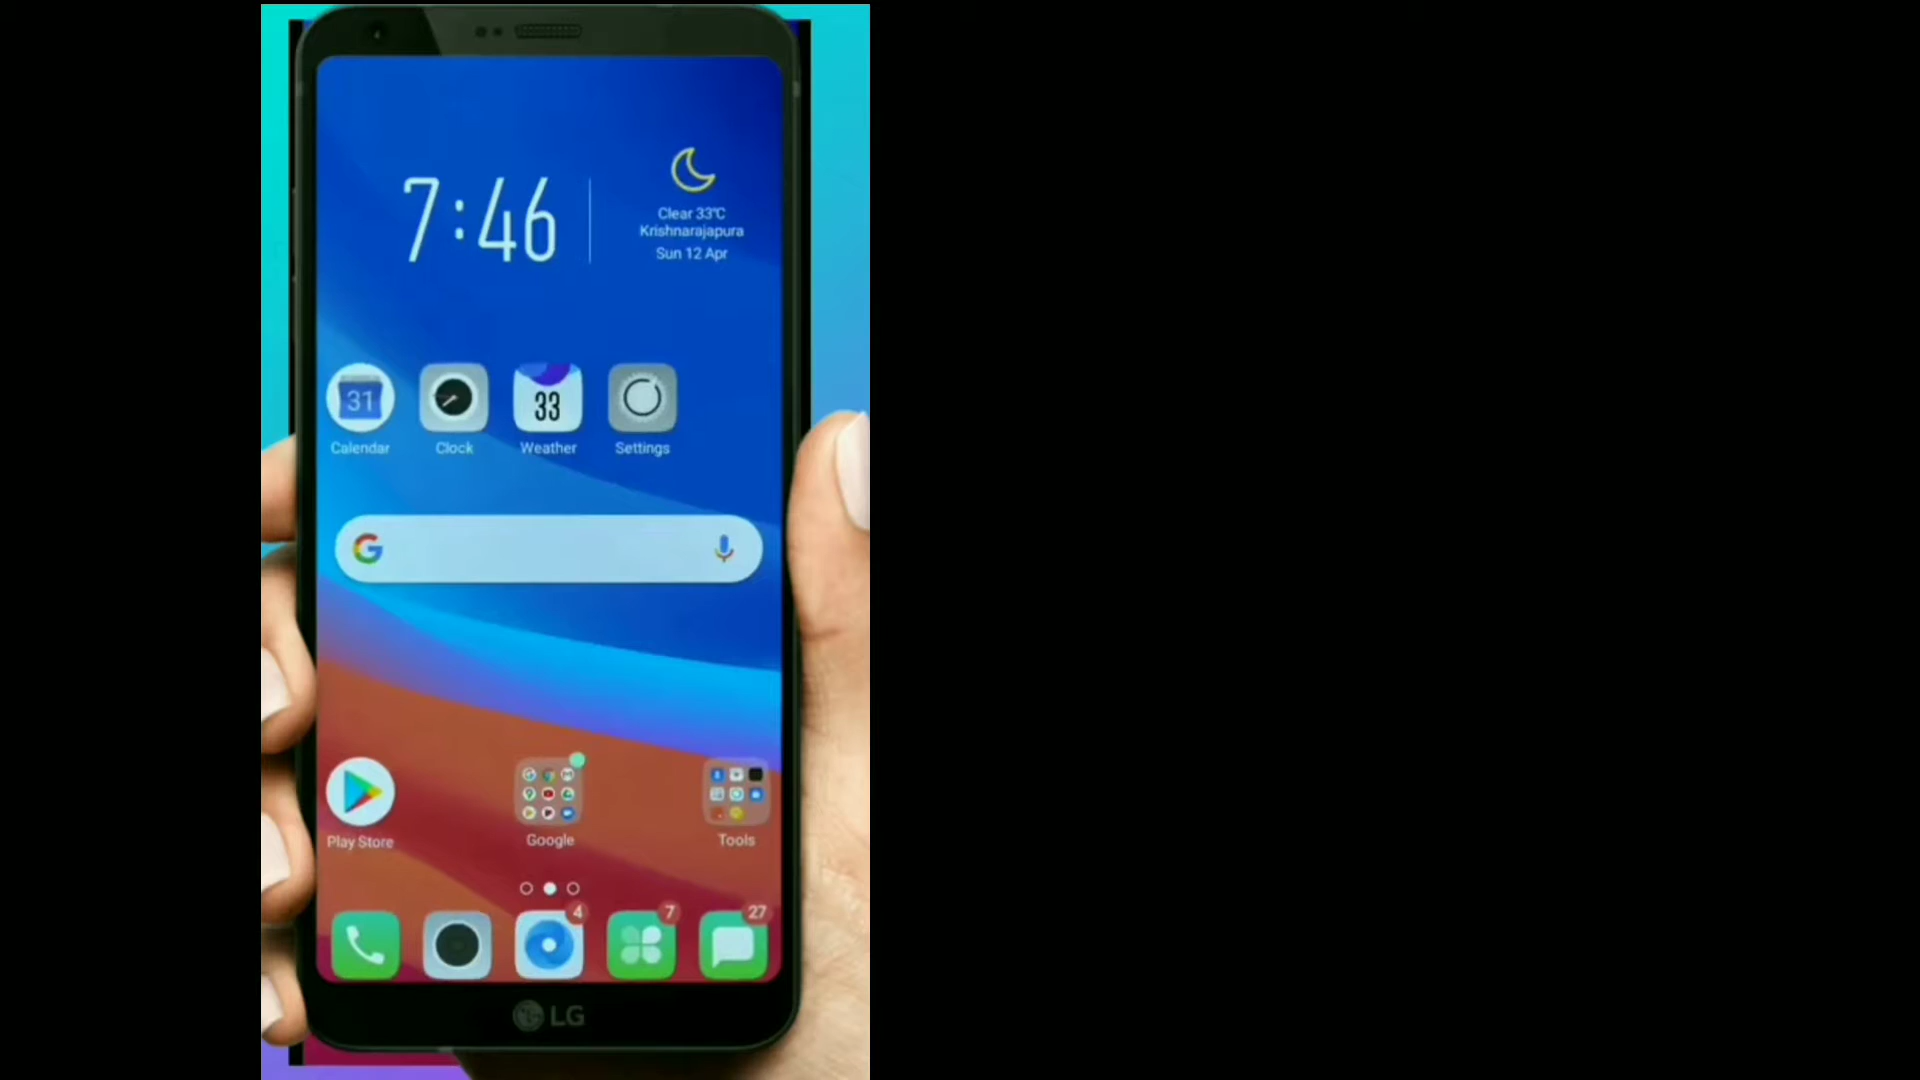 7:46
Clear 33°C
Krishnarajapura
Sun 12 Apr
31
33
Calendar
Clock
Weather
Settings
G
Play Store
Google
Tools
4
7
27
LG